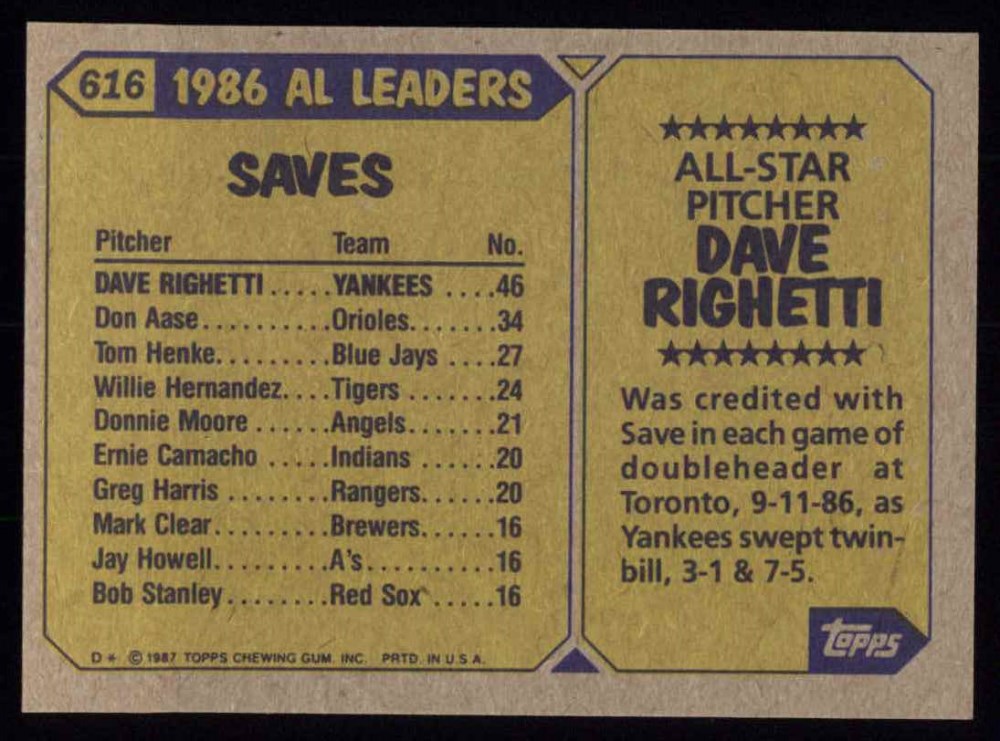 616 1986 AL LEADERS
SAVES
Pitcher Team No.
DAVE RIGHETTI.....YANKEES ....46
Don Aase..........Orioles.......34
Tom Henke.........Blue Jays ....27
Willie Hernandez....Tigers .......24
Donnie Moore ......Angels.......21
Ernie Camacho .....Indians ......20
Greg Harris ........Rangers......20
Mark Clear.........Brewers......16
Jay Howell.........A's...........16
Bob Stanley........Red Sox.....16
D* © 1987 TOPPS CHEWING GUM, INC. PRTD. IN U.S.A.
ALL-STAR
PITCHER
DAVE
RIGHETTI
Was credited with
Save in each game of
doubleheader at
Toronto, 9-11-86, as
Yankees swept twin-
bill, 3-1 & 7-5.
topps